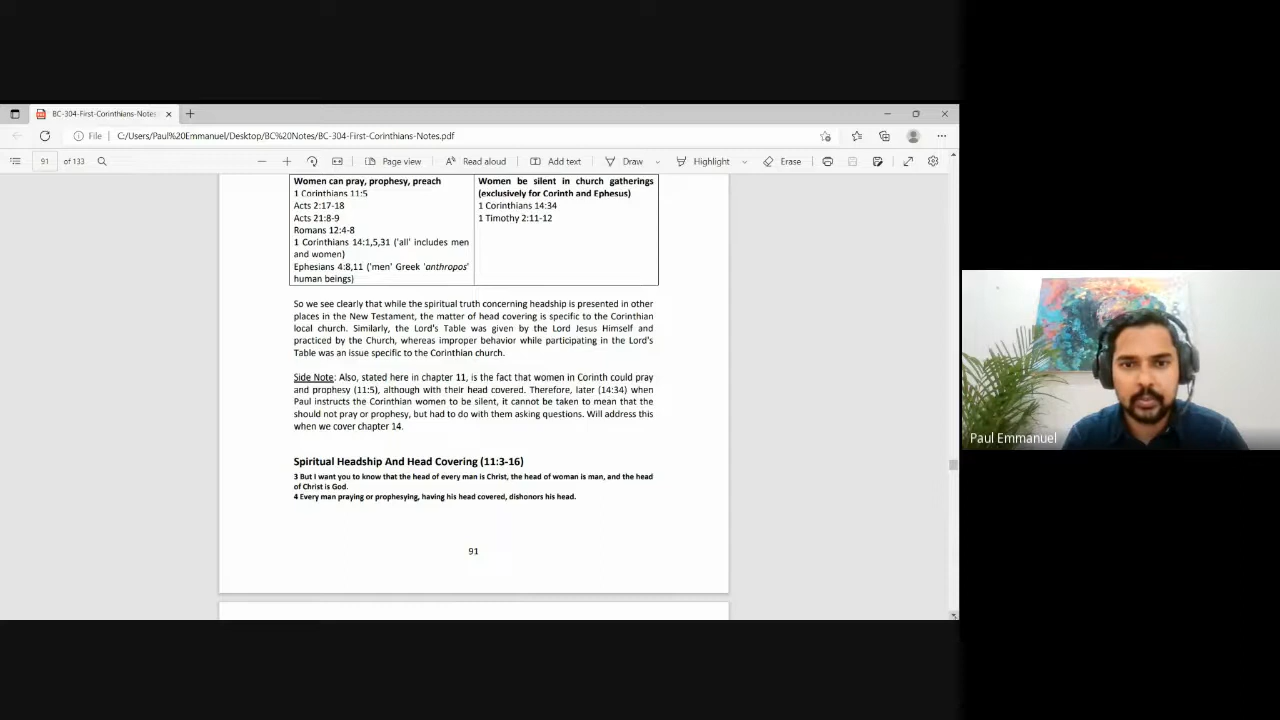 BC-304-First-Corinthians-Notes
File
C:/Users/Paul%20Emmanuel/Desktop/BC%20Notes/BC-304-First-Corinthians-Notes.pdf
91 of 133
Page view
Read aloud
Add text
Draw
Highlight
Erase
Women can pray, prophesy, preach
1 Corinthians 11:5
Acts 2:17-18
Acts 21:8-9
Romans 12:4-8
1 Corinthians 14:1,5,31 ('all' includes men
and women)
Ephesians 4:8,11 ('men' Greek 'anthropos'
human beings)
Women be silent in church gatherings
(exclusively for Corinth and Ephesus)
1 Corinthians 14:34
1 Timothy 2:11-12
So we see clearly that while the spiritual truth concerning headship is presented in other
places in the New Testament, the matter of head covering is specific to the Corinthian
local church. Similarly, the Lord's Table was given by the Lord Jesus Himself and
practiced by the Church, whereas improper behavior while participating in the Lord's
Table was an issue specific to the Corinthian church.
Side Note: Also, stated here in chapter 11, is the fact that women in Corinth could pray
and prophesy (11:5), although with their head covered. Therefore, later (14:34) when
Paul instructs the Corinthian women to be silent, it cannot be taken to mean that the
should not pray or prophesy, but had to do with them asking questions. Will address this
when we cover chapter 14.
Spiritual Headship And Head Covering (11:3-16)
3 But I want you to know that the head of every man is Christ, the head of woman is man, and the head
of Christ is God.
4 Every man praying or prophesying, having his head covered, dishonors his head.
91
Paul Emmanuel